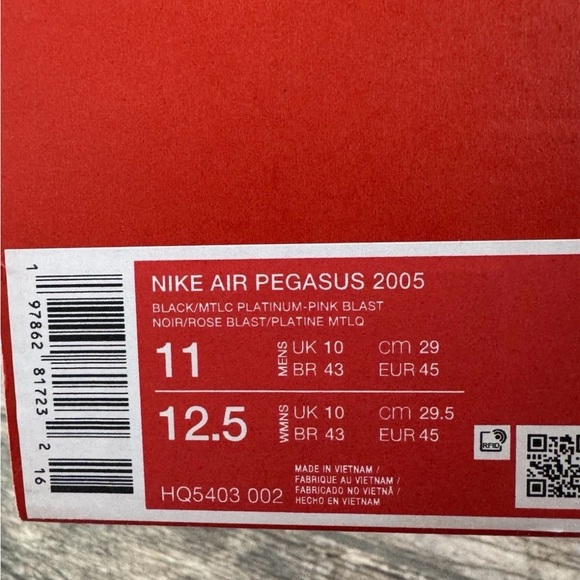 NIKE AIR PEGASUS 2005
BLACK/MTLC PLATINUM-PINK BLAST
NOIR/ROSE BLAST/PLATINE MTLQ
11 MENS UK 10 CM 29
BR 43 EUR 45
12.5 WMNS UK 10 CM 29.5
BR 43 EUR 45
RFID
MADE IN VIETNAM /
FABRIQUE AU VIETNAM /
FABRICADO NO VIETNÃ /
HECHO EN VIETNAM
HQ5403 002
1 97862 81723 2 16